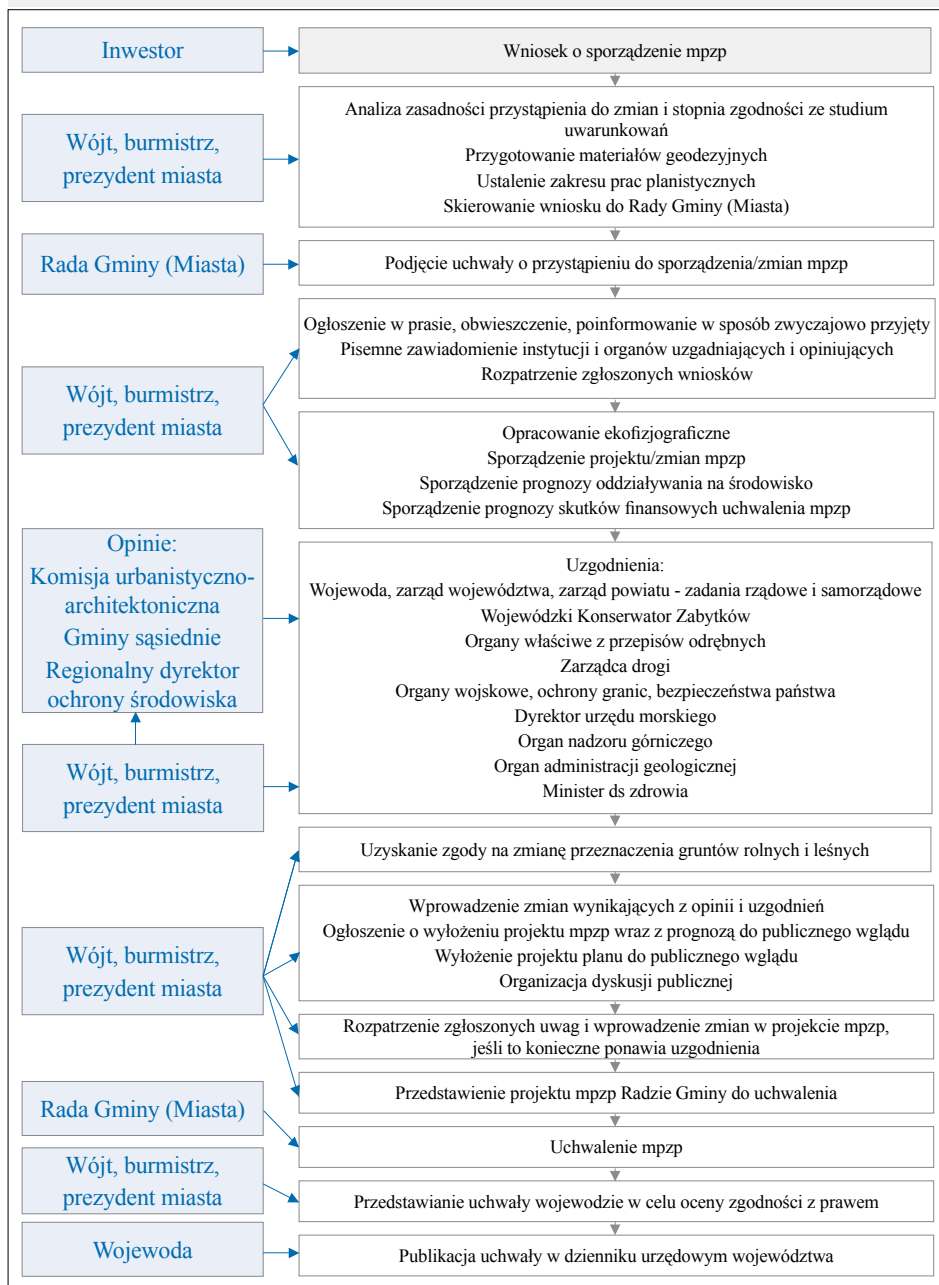 Inwestor
Wniosek o sporządzenie mpzp
Wójt, burmistrz,
prezydent miasta
Analiza zasadności przystąpienia do zmian i stopnia zgodności ze studium
uwarunkowań
Przygotowanie materiałów geodezyjnych
Ustalenie zakresu prac planistycznych
Skierowanie wniosku do Rady Gminy (Miasta)
Rada Gminy (Miasta)
Podjęcie uchwały o przystąpieniu do sporządzenia/zmian mpzp
Wójt, burmistrz,
prezydent miasta
Ogłoszenie w prasie, obwieszczenie, poinformowanie w sposób zwyczajowo przyjęty
Pisemne zawiadomienie instytucji i organów uzgadniających i opiniujących
Rozpatrzenie zgłoszonych wniosków
Opracowanie ekofizjograficzne
Sporządzenie projektu/zmian mpzp
Sporządzenie prognozy oddziaływania na środowisko
Sporządzenie prognozy skutków finansowych uchwalenia mpzp
Opinie:
Komisja urbanistyczno-
architektoniczna
Gminy sąsiednie
Regionalny dyrektor
ochrony środowiska
Wójt, burmistrz,
prezydent miasta
Uzgodnienia:
Wojewoda, zarząd województwa, zarząd powiatu - zadania rządowe i samorządowe
Wojewódzki Konserwator Zabytków
Organy właściwe z przepisów odrębnych
Zarządca drogi
Organy wojskowe, ochrony granic, bezpieczeństwa państwa
Dyrektor urzędu morskiego
Organ nadzoru górniczego
Organ administracji geologicznej
Minister ds zdrowia
Wójt, burmistrz,
prezydent miasta
Uzyskanie zgody na zmianę przeznaczenia gruntów rolnych i leśnych
Wprowadzenie zmian wynikających z opinii i uzgodnień
Ogłoszenie o wyłożeniu projektu mpzp wraz z prognozą do publicznego wglądu
Wyłożenie projektu planu do publicznego wglądu
Organizacja dyskusji publicznej
Rozpatrzenie zgłoszonych uwag i wprowadzenie zmian w projekcie mpzp,
jeśli to konieczne ponawia uzgodnienia
Przedstawienie projektu mpzp Radzie Gminy do uchwalenia
Rada Gminy (Miasta)
Uchwalenie mpzp
Wójt, burmistrz,
prezydent miasta
Przedstawianie uchwały wojewodzie w celu oceny zgodności z prawem
Wojewoda
Publikacja uchwały w dzienniku urzędowym województwa